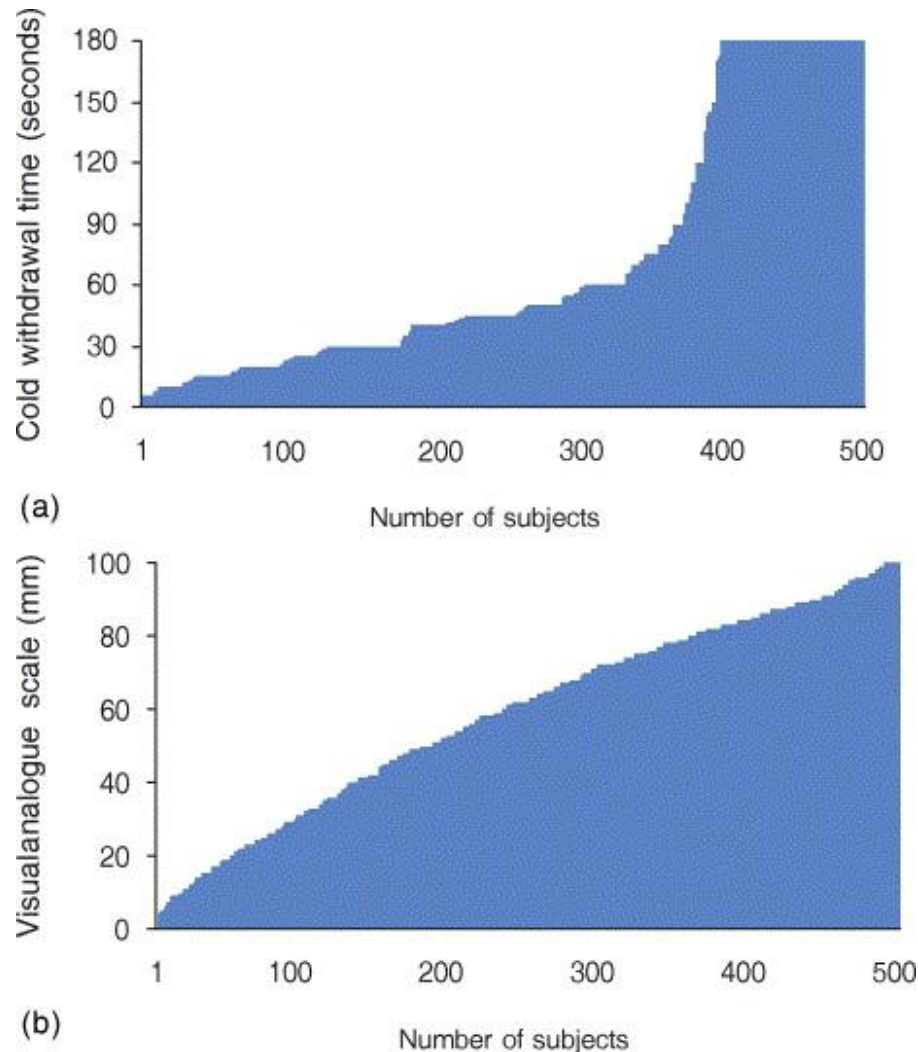 Cold withdrawal time (seconds)
180
150
120
90
60
30
0
1 100 200 300 400 500
(a)
Number of subjects
Visualanalogue scale (mm)
100
80
60
40
20
0
1 100 200 300 400 500
(b)
Number of subjects